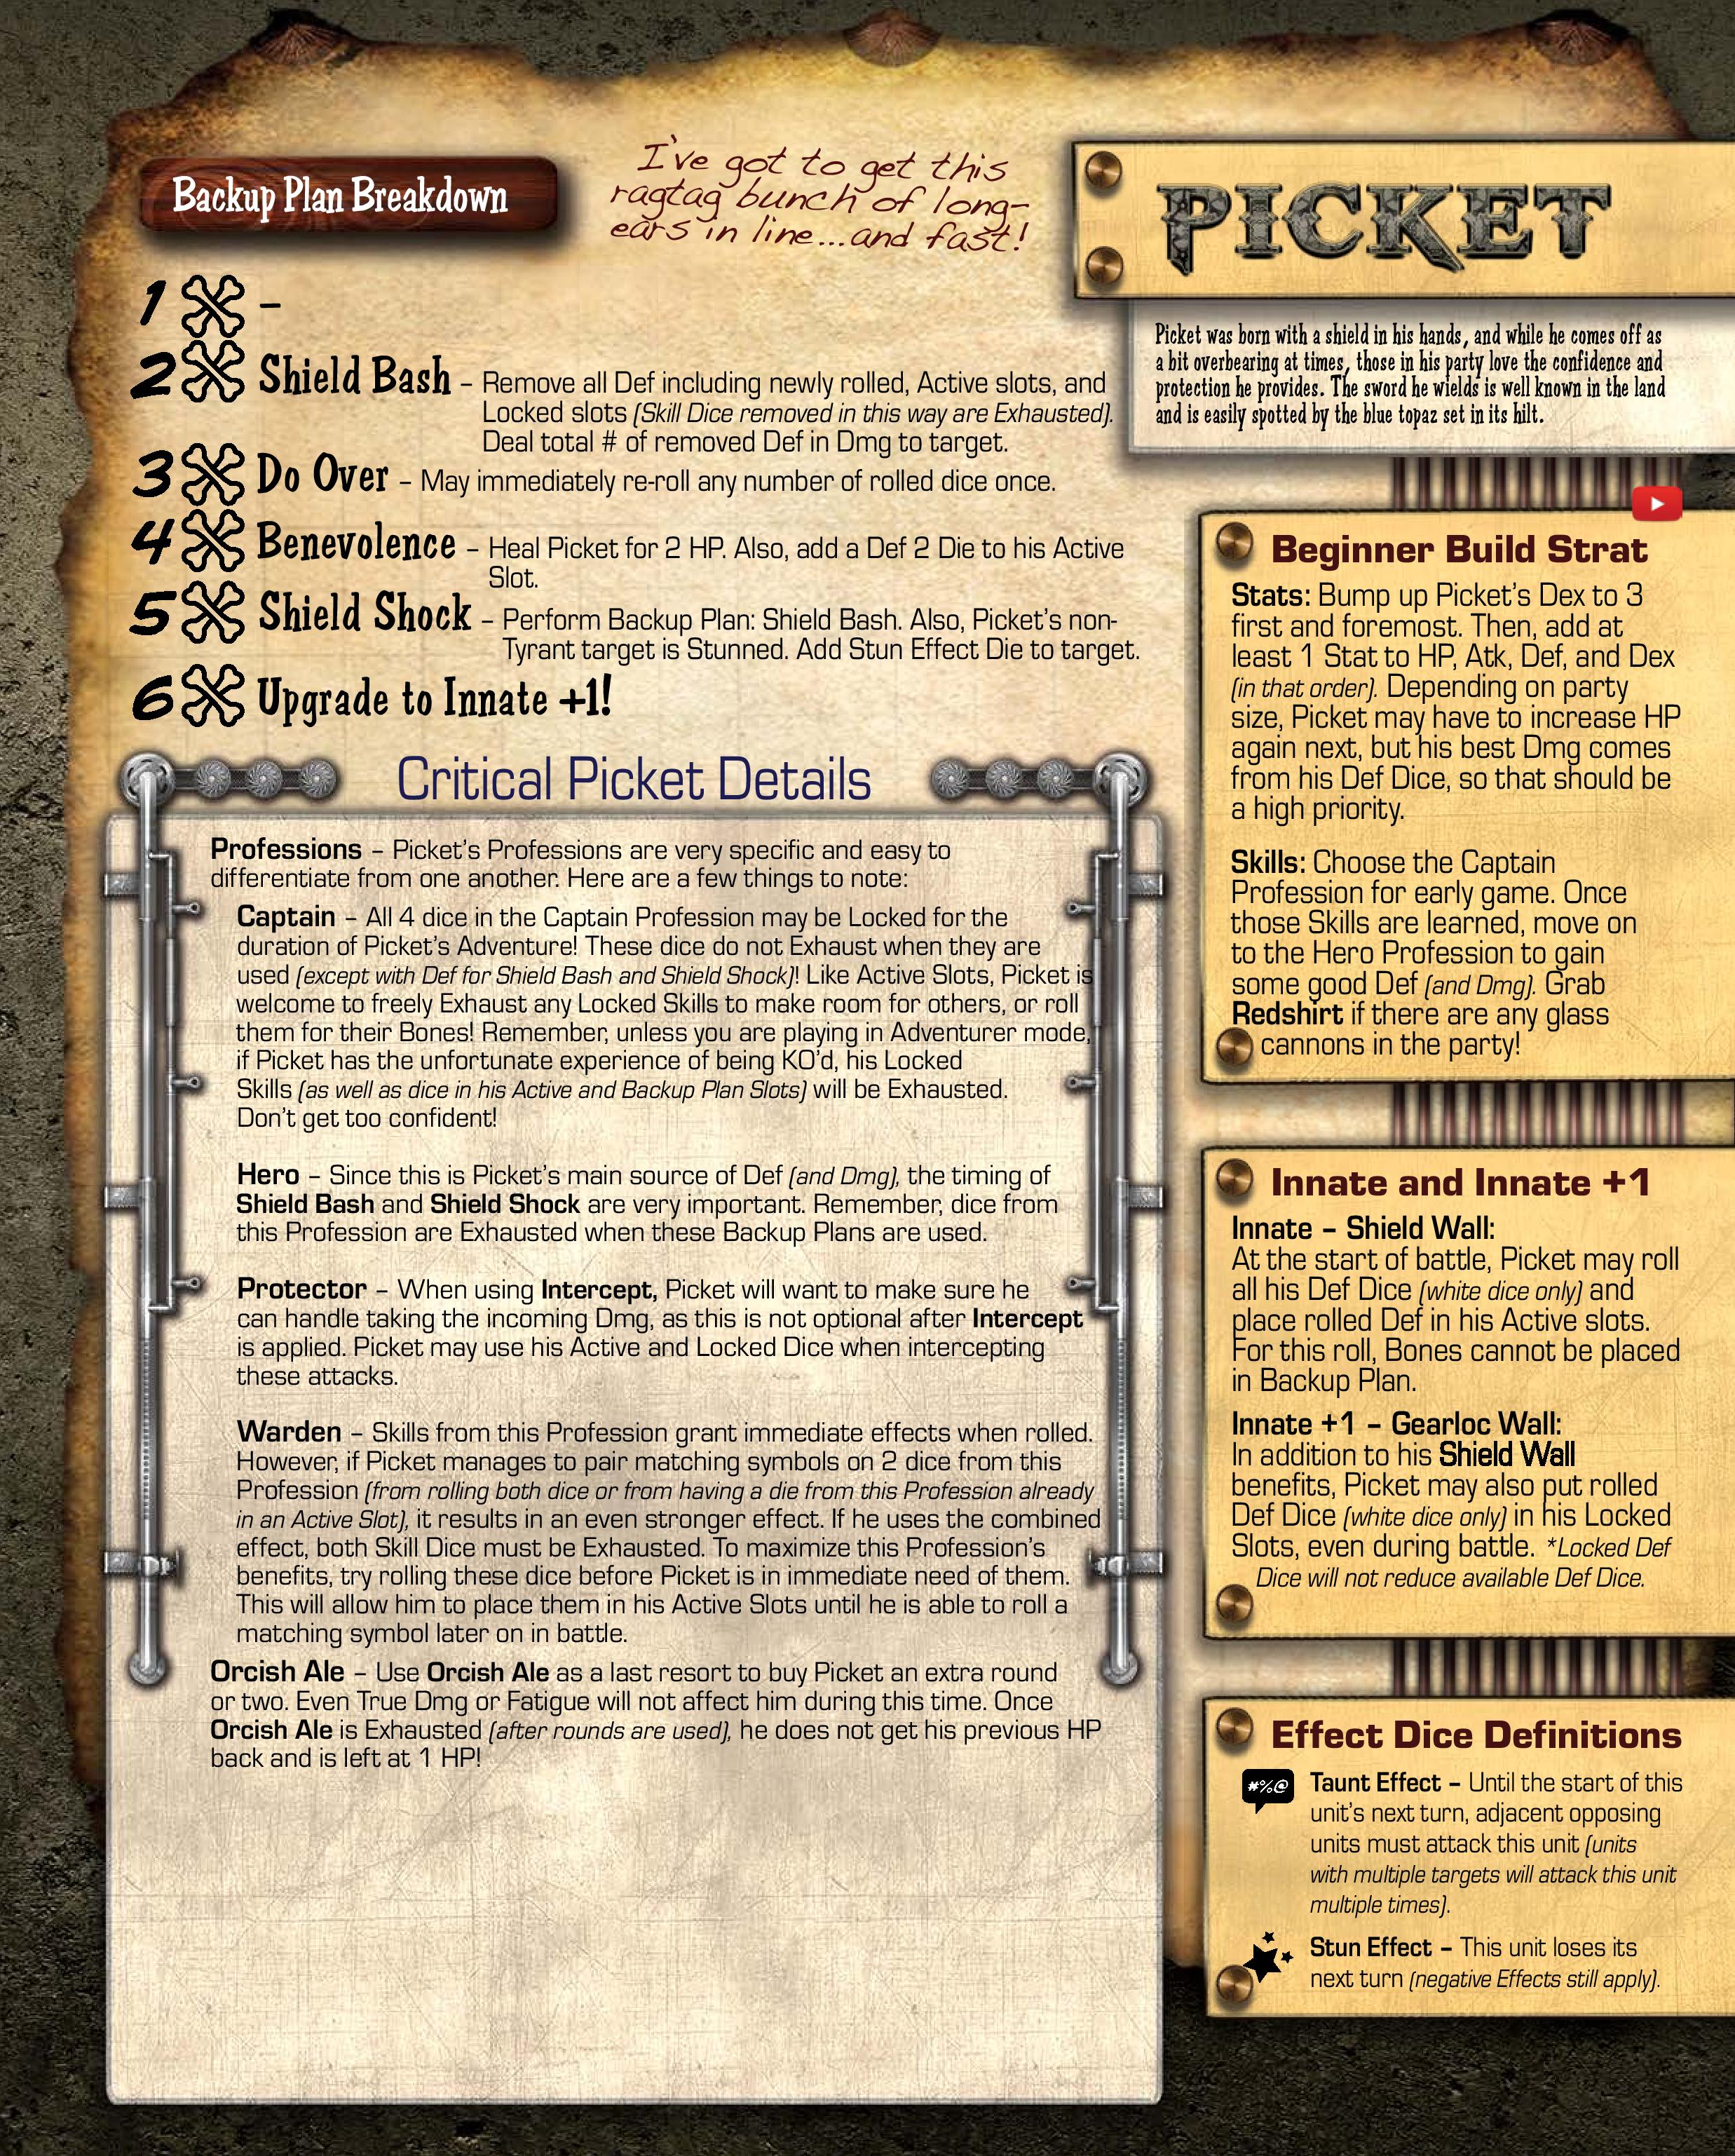 Backup Plan Breakdown
I've got to get this
ragtag bunch of long-
ears in line...and fast!
PICKET
Picket was born with a shield in his hands, and while he comes off as
a bit overbearing at times, those in his party love the confidence and
protection he provides. The sword he wields is well known in the land
and is easily spotted by the blue topaz set in its hilt.
1 –
2 Shield Bash – Remove all Def including newly rolled, Active slots, and
Locked slots (Skill Dice removed in this way are Exhausted).
Deal total # of removed Def in Dmg to target.
3 Do Over – May immediately re-roll any number of rolled dice once.
4 Benevolence – Heal Picket for 2 HP. Also, add a Def 2 Die to his Active
Slot.
5 Shield Shock – Perform Backup Plan: Shield Bash. Also, Picket's non-
Tyrant target is Stunned. Add Stun Effect Die to target.
6 Upgrade to Innate +1!
Critical Picket Details
Professions – Picket's Professions are very specific and easy to
differentiate from one another. Here are a few things to note:
Captain – All 4 dice in the Captain Profession may be Locked for the
duration of Picket's Adventure! These dice do not Exhaust when they are
used (except with Def for Shield Bash and Shield Shock)! Like Active Slots, Picket is
welcome to freely Exhaust any Locked Skills to make room for others, or roll
them for their Bones! Remember, unless you are playing in Adventurer mode,
if Picket has the unfortunate experience of being KO'd, his Locked
Skills (as well as dice in his Active and Backup Plan Slots) will be Exhausted.
Don't get too confident!
Hero – Since this is Picket's main source of Def (and Dmg), the timing of
Shield Bash and Shield Shock are very important. Remember, dice from
this Profession are Exhausted when these Backup Plans are used.
Protector – When using Intercept, Picket will want to make sure he
can handle taking the incoming Dmg, as this is not optional after Intercept
is applied. Picket may use his Active and Locked Dice when intercepting
these attacks.
Warden – Skills from this Profession grant immediate effects when rolled.
However, if Picket manages to pair matching symbols on 2 dice from this
Profession (from rolling both dice or from having a die from this Profession already
in an Active Slot), it results in an even stronger effect. If he uses the combined
effect, both Skill Dice must be Exhausted. To maximize this Profession's
benefits, try rolling these dice before Picket is in immediate need of them.
This will allow him to place them in his Active Slots until he is able to roll a
matching symbol later on in battle.
Orcish Ale – Use Orcish Ale as a last resort to buy Picket an extra round
or two. Even True Dmg or Fatigue will not affect him during this time. Once
Orcish Ale is Exhausted (after rounds are used), he does not get his previous HP
back and is left at 1 HP!
Beginner Build Strat
Stats: Bump up Picket's Dex to 3
first and foremost. Then, add at
least 1 Stat to HP, Atk, Def, and Dex
(in that order). Depending on party
size, Picket may have to increase HP
again next, but his best Dmg comes
from his Def Dice, so that should be
a high priority.
Skills: Choose the Captain
Profession for early game. Once
those Skills are learned, move on
to the Hero Profession to gain
some good Def (and Dmg). Grab
Redshirt if there are any glass
cannons in the party!
Innate and Innate +1
Innate – Shield Wall:
At the start of battle, Picket may roll
all his Def Dice (white dice only) and
place rolled Def in his Active slots.
For this roll, Bones cannot be placed
in Backup Plan.
Innate +1 – Gearloc Wall:
In addition to his Shield Wall
benefits, Picket may also put rolled
Def Dice (white dice only) in his Locked
Slots, even during battle. *Locked Def
Dice will not reduce available Def Dice.
Effect Dice Definitions
#%@
Taunt Effect – Until the start of this
unit's next turn, adjacent opposing
units must attack this unit (units
with multiple targets will attack this unit
multiple times).
Stun Effect – This unit loses its
next turn (negative Effects still apply).